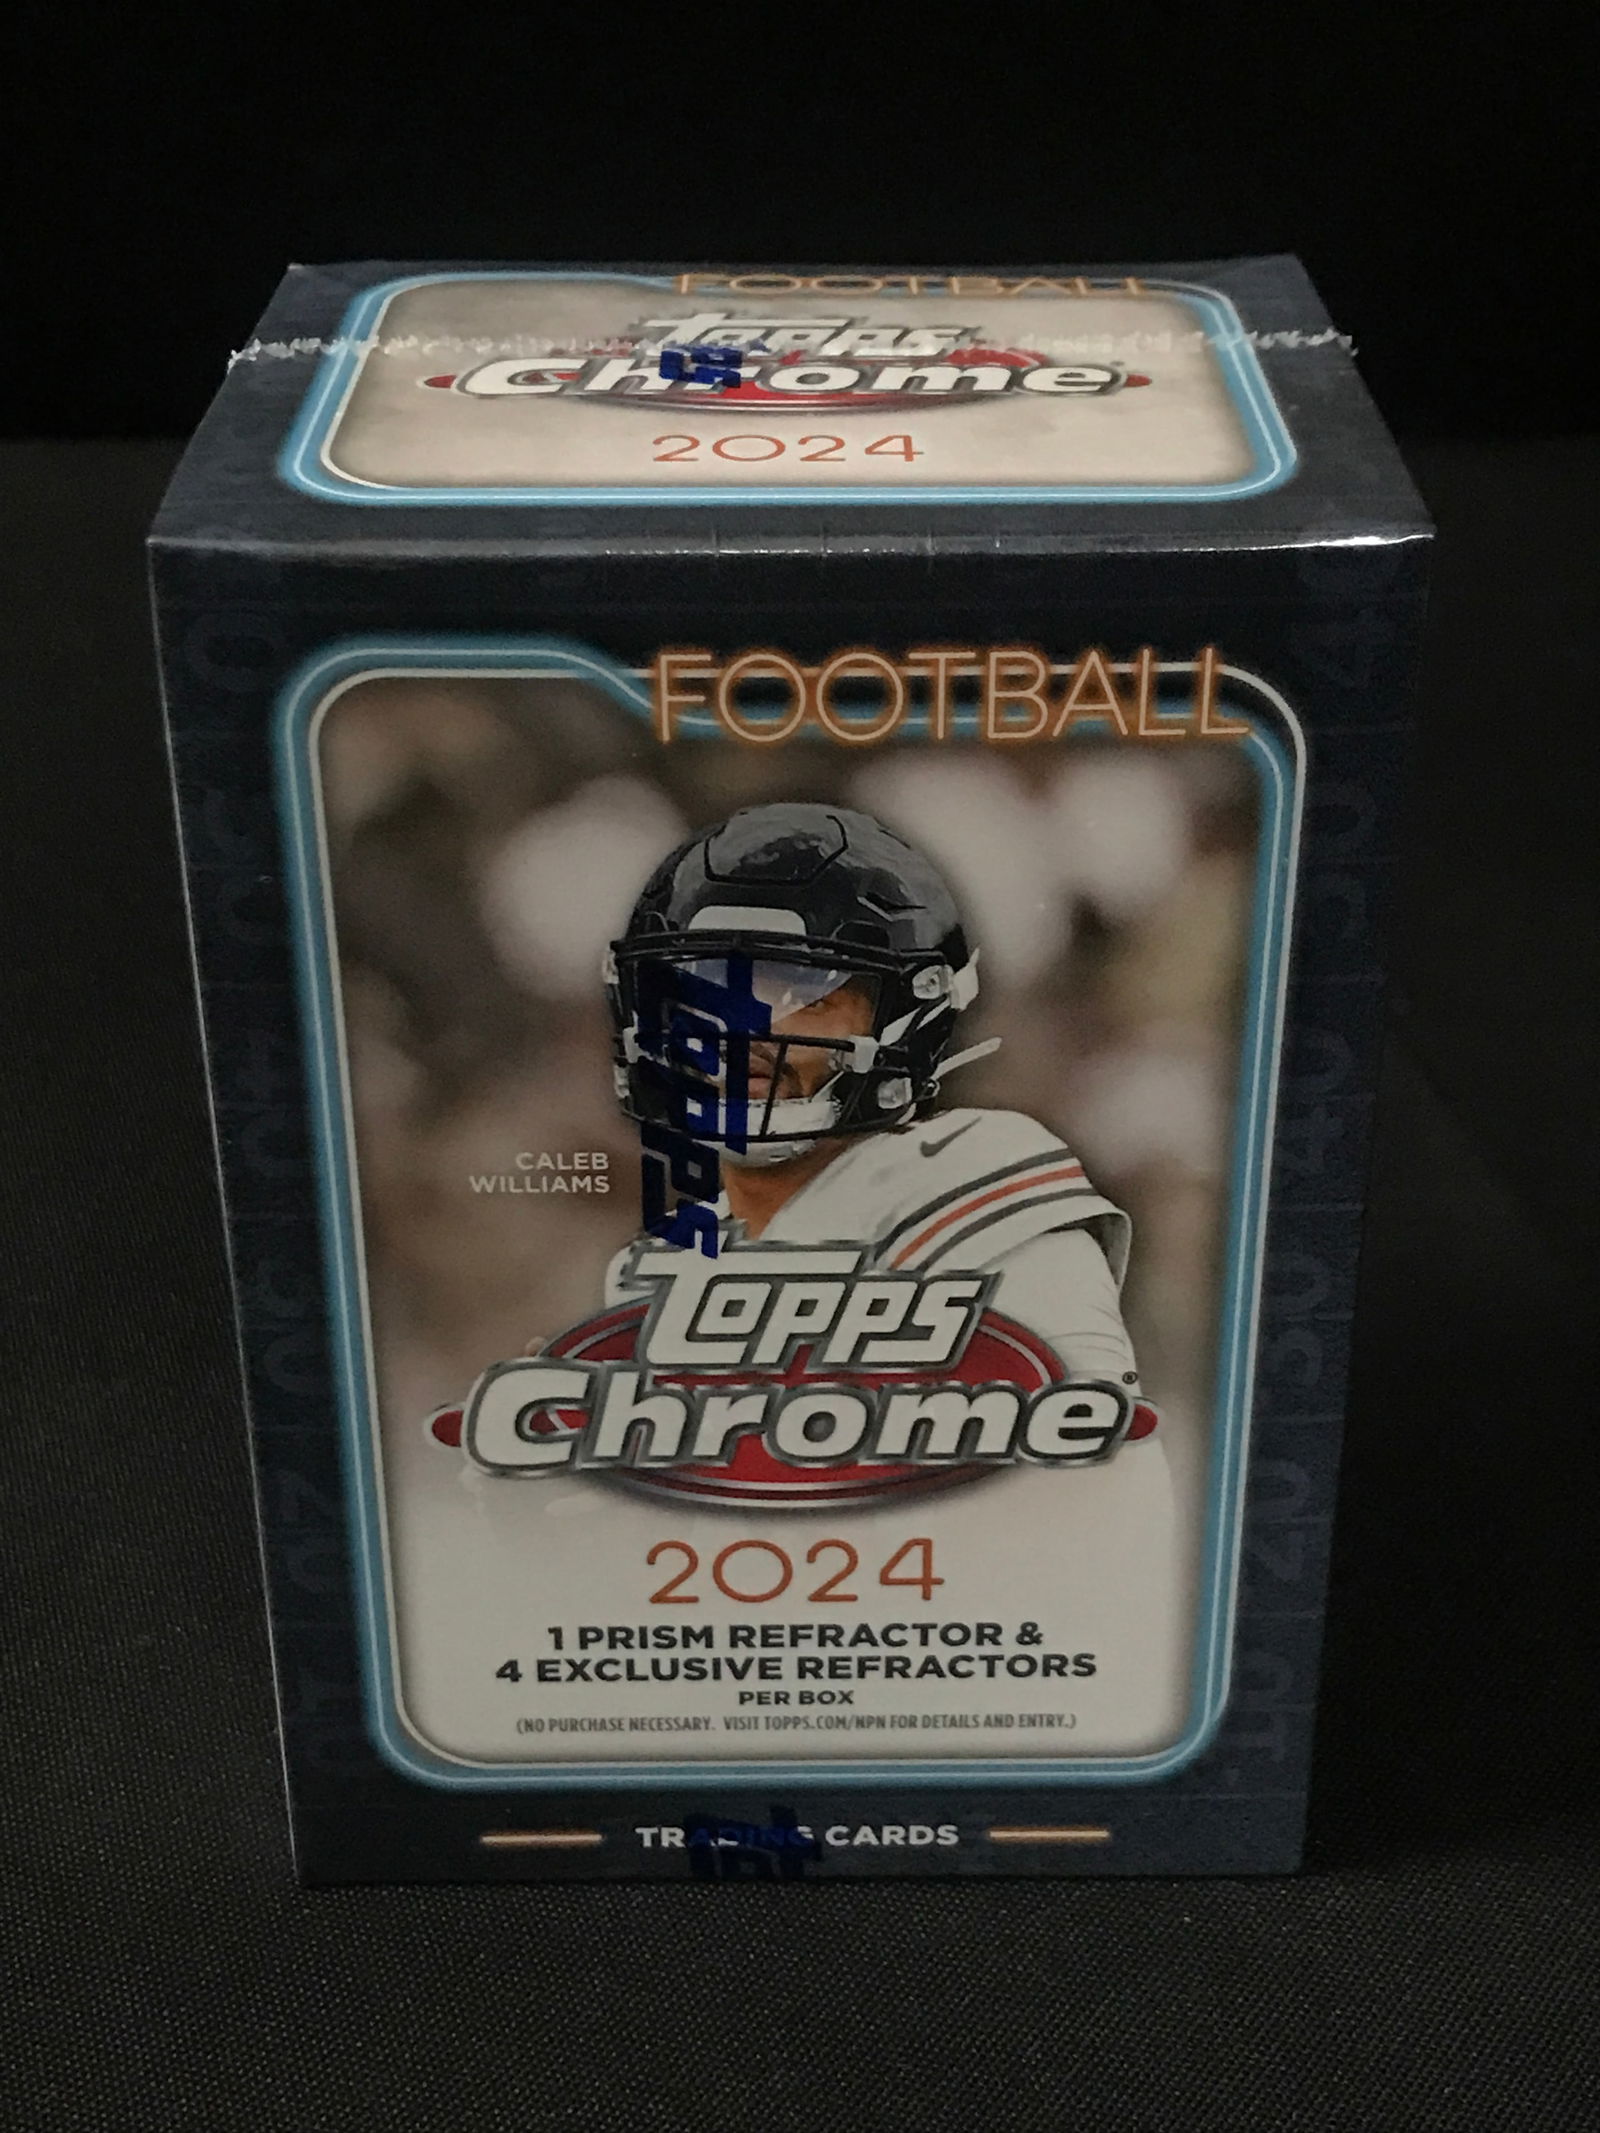 FOOTBALL
Topps
Chrome
2024
FOOTBALL
Topps
CALEB
WILLIAMS
Topps
Chrome®
2024
1 PRISM REFRACTOR &
4 EXCLUSIVE REFRACTORS
PER BOX
(NO PURCHASE NECESSARY. VISIT TOPPS.COM/NPN FOR DETAILS AND ENTRY.)
TRADING CARDS